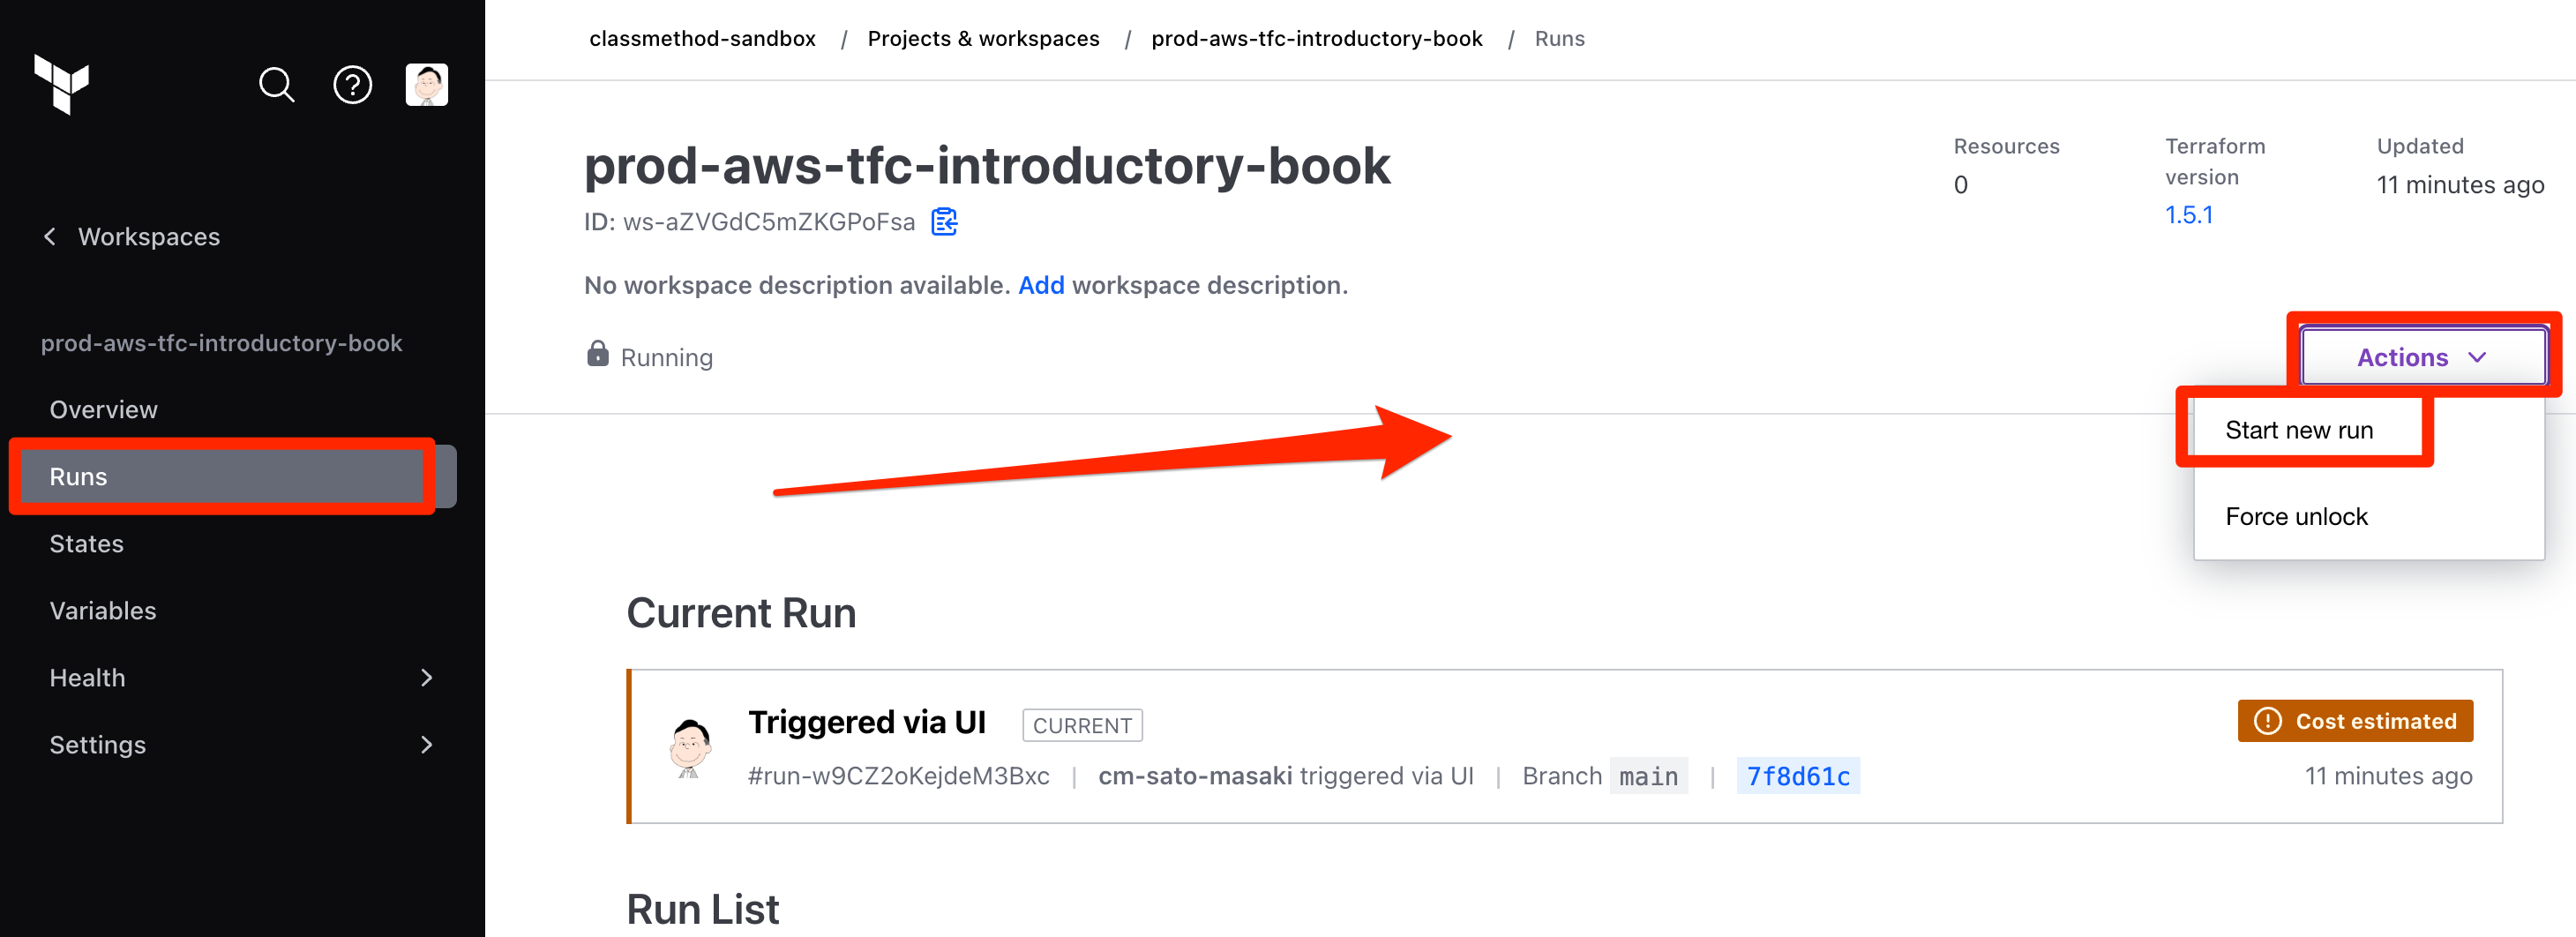 classmethod-sandbox / Projects & workspaces / prod-aws-tfc-introductory-book / Runs
Workspaces
prod-aws-tfc-introductory-book
Overview
Runs
States
Variables
Health
Settings
prod-aws-tfc-introductory-book
ID: ws-aZVGdC5mZKGPoFsa
No workspace description available. Add workspace description.
Running
Resources
0
Terraform
version
1.5.1
Updated
11 minutes ago
Actions
Start new run
Force unlock
Current Run
Triggered via UI CURRENT
#run-w9CZ2oKejdeM3Bxc | cm-sato-masaki triggered via UI | Branch main | 7f8d61c
Cost estimated
11 minutes ago
Run List